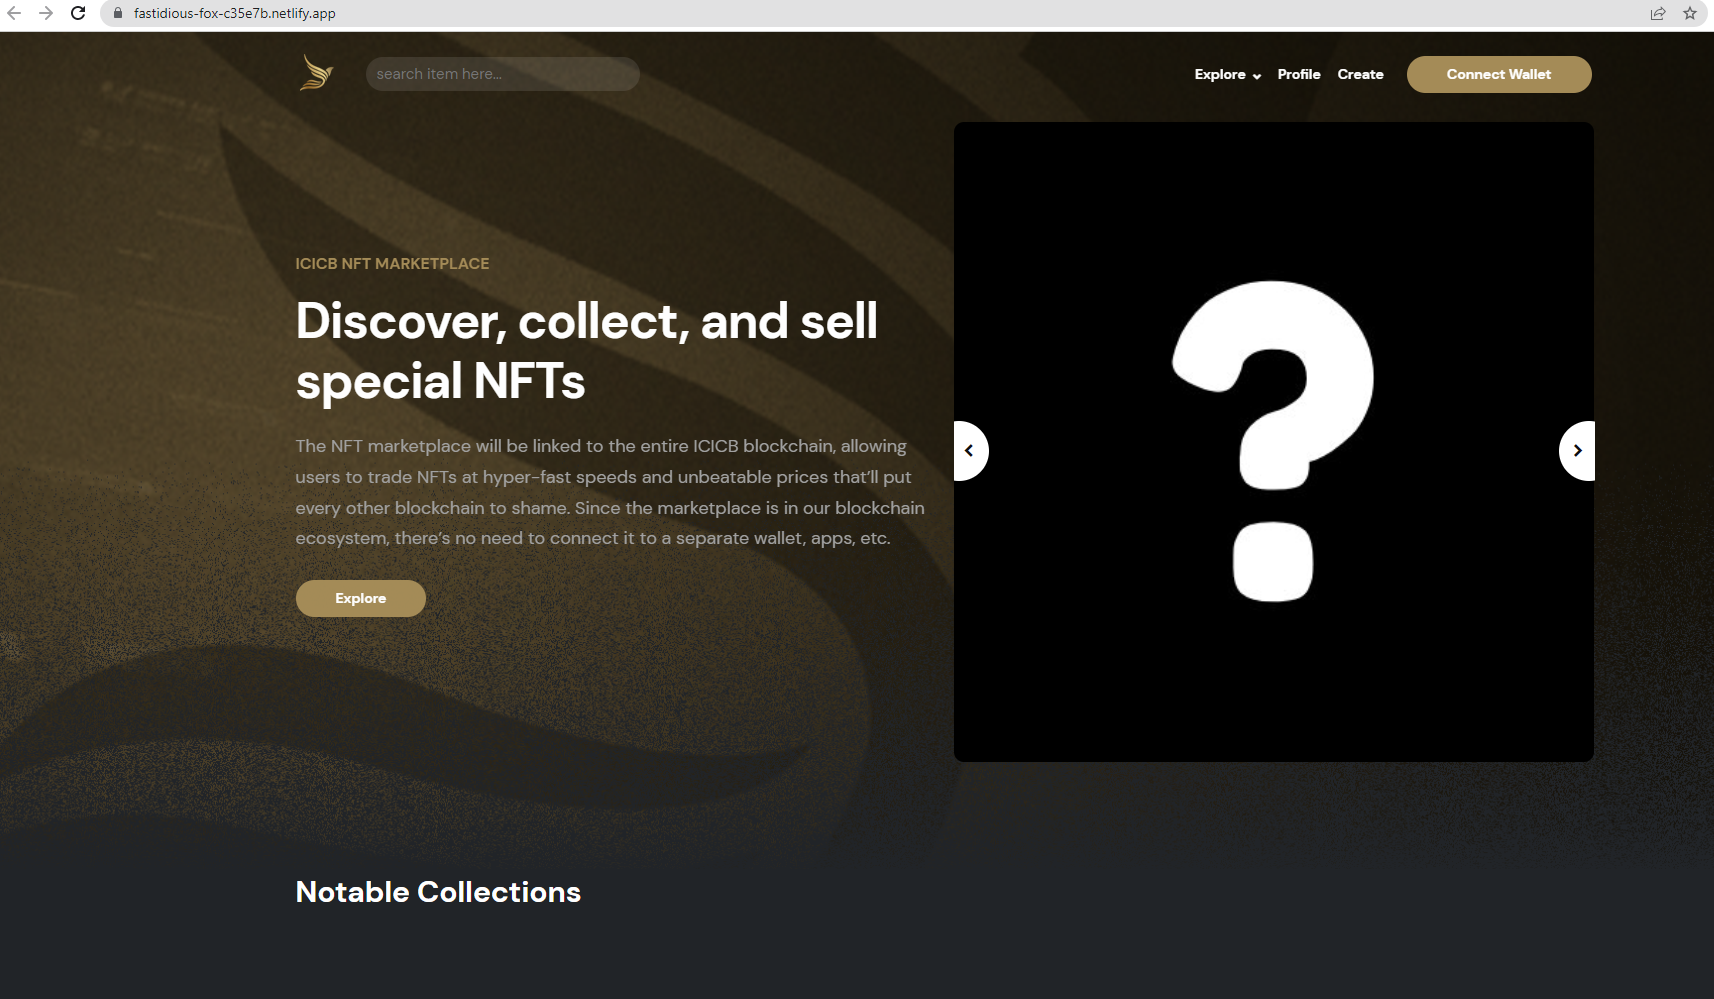 fastidious-fox-c35e7b.netlify.app
search item here...
Explore Profile Create Connect Wallet
ICICB NFT MARKETPLACE
Discover, collect, and sell
special NFTs
The NFT marketplace will be linked to the entire ICICB blockchain, allowing
users to trade NFTs at hyper-fast speeds and unbeatable prices that’ll put
every other blockchain to shame. Since the marketplace is in our blockchain
ecosystem, there’s no need to connect it to a separate wallet, apps, etc.
Explore
?
Notable Collections